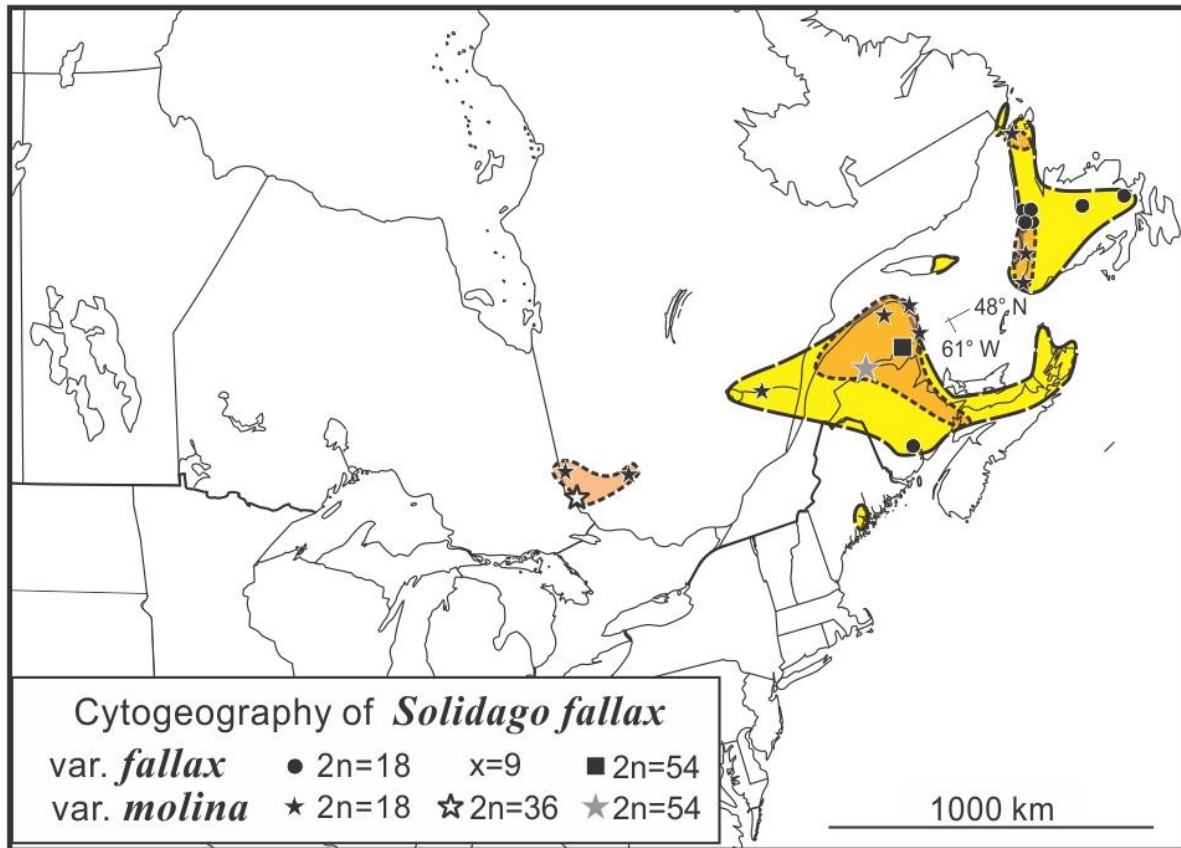 48° N
61° W
Cytogeography of Solidago fallax
var. fallax ● 2n=18 x=9 ■ 2n=54
var. molina ★ 2n=18 ☆ 2n=36 ★ 2n=54
1000 km